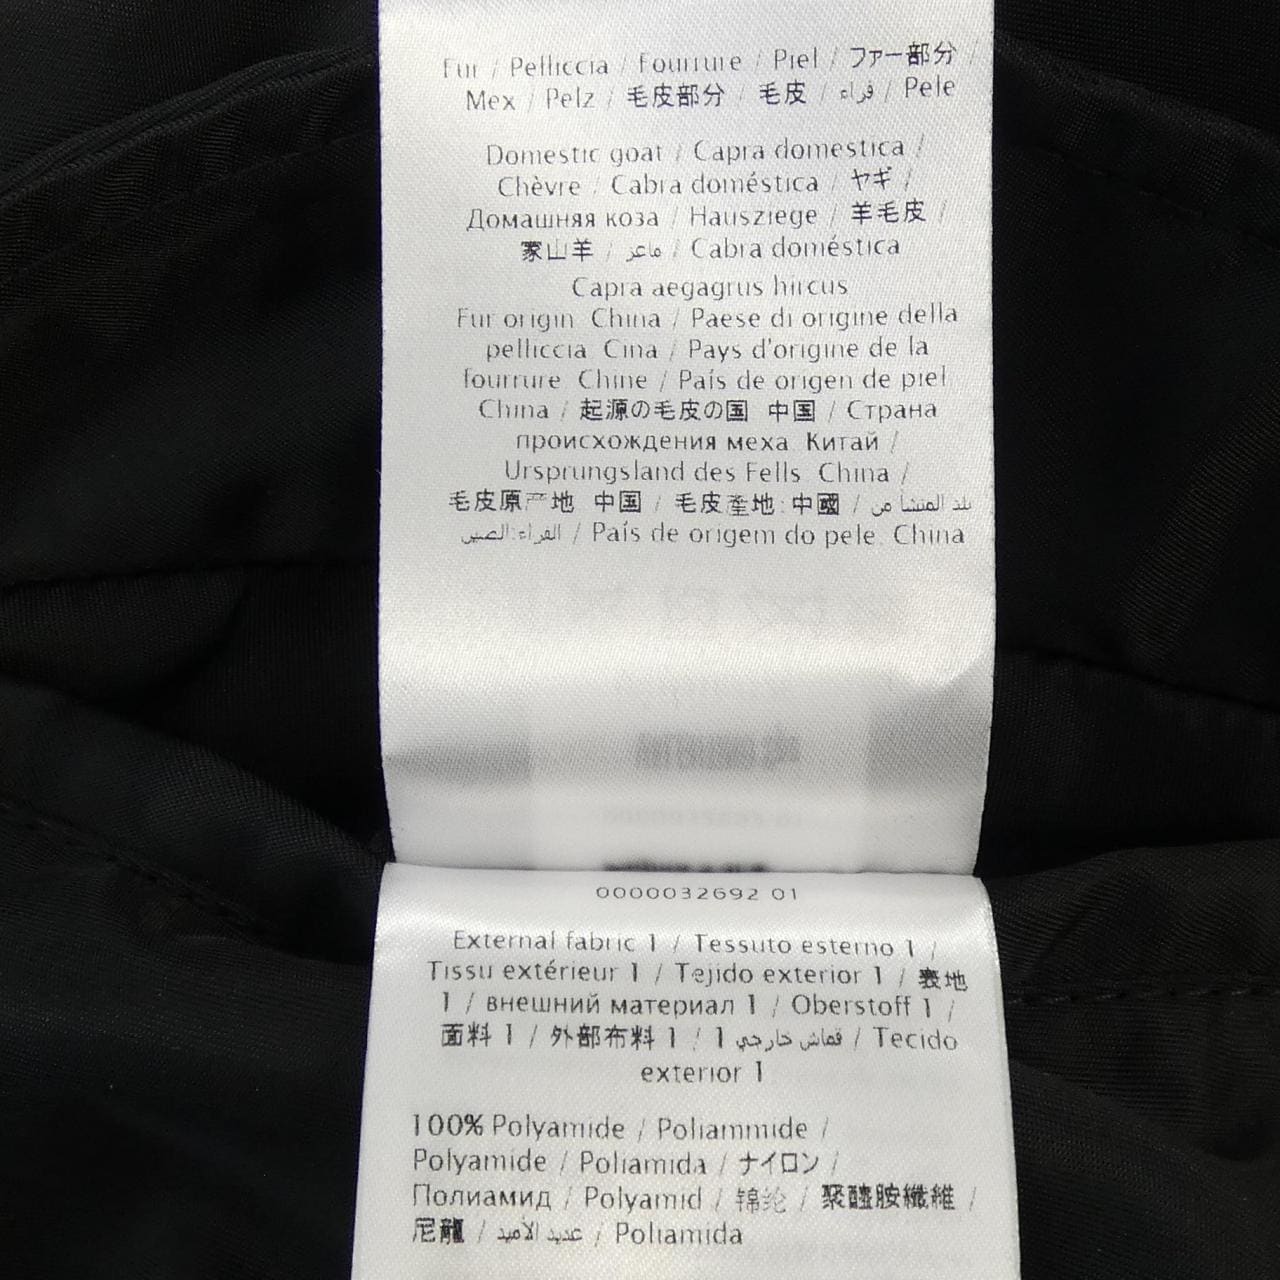 Fur / Pelliccia / Fourrure / Piel / ファー部分 /
Mex / Pelz / 毛皮部分 / 毛皮 / فراء / Pele
Domestic goat / Capra domestica /
Chèvre / Cabra doméstica / ヤギ /
Домашняя коза / Hausziege / 羊毛皮 /
家山羊 / ماعز / Cabra doméstica
Capra aegagrus hircus
Fur origin China / Paese di origine della
pelliccia Cina / Pays d'origine de la
fourrure Chine / País de origen de piel
China / 起源の毛皮の国 中国 / Страна
происхождения меха Китай /
Ursprungsland des Fells China /
毛皮原产地 中国 / 毛皮產地: 中國 / بلد المنشأ من
الفراء: الصين / País de origem do pele China
0000032692 01
External fabric 1 / Tessuto esterno 1 /
Tissu extérieur 1 / Tejido exterior 1 / 表地
1 / внешний материал 1 / Oberstoff 1 /
面料 1 / 外部布料 1 / قماش خارجي 1 / Tecido
exterior 1
100% Polyamide / Poliammide /
Polyamide / Poliamida / ナイロン /
Полиамид / Polyamid / 锦纶 / 聚醯胺纖維 /
尼龍 / عديد الأميد / Poliamida